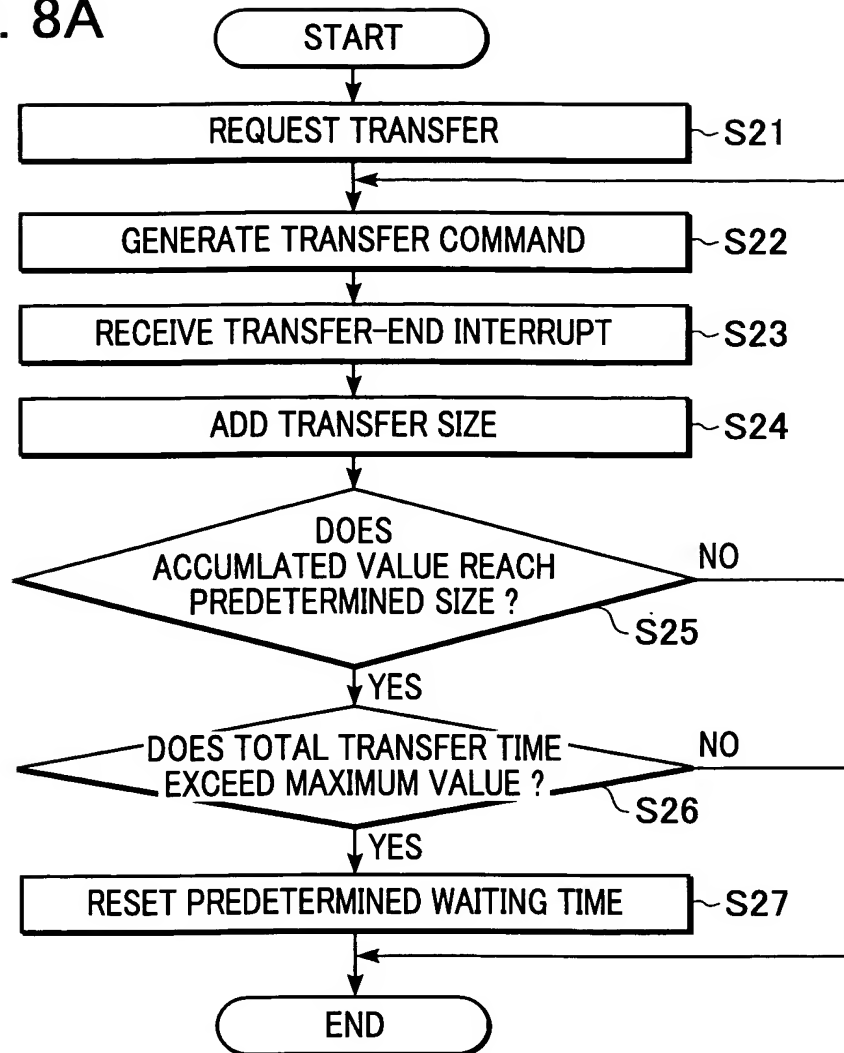 . 8A
START
REQUEST TRANSFER
S21
GENERATE TRANSFER COMMAND
S22
RECEIVE TRANSFER-END INTERRUPT
S23
ADD TRANSFER SIZE
S24
DOES
ACCUMLATED VALUE REACH
PREDETERMINED SIZE ?
NO
S25
YES
DOES TOTAL TRANSFER TIME
EXCEED MAXIMUM VALUE ?
NO
S26
YES
RESET PREDETERMINED WAITING TIME
S27
END